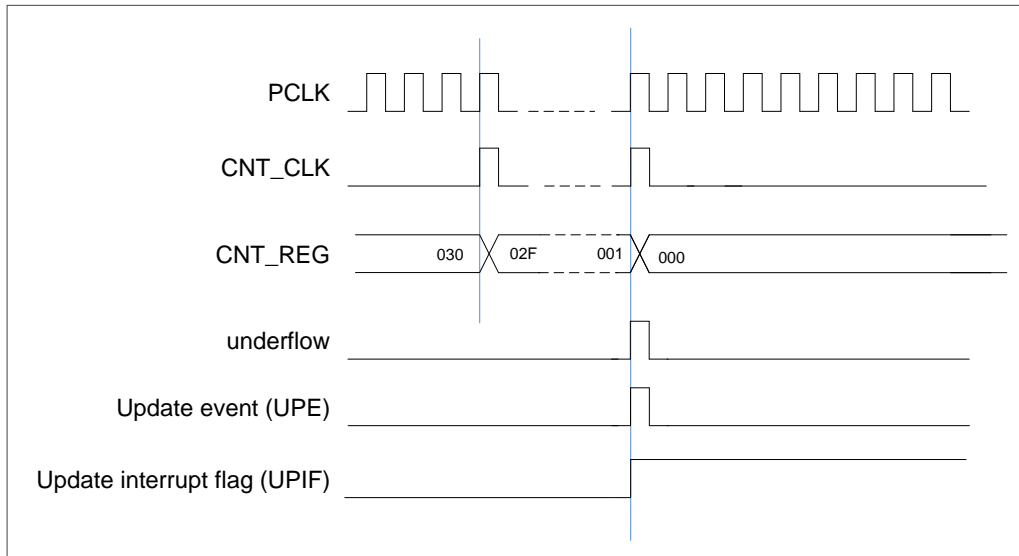 PCLK
CNT_CLK
CNT_REG
030
02F
001
000
underflow
Update event (UPE)
Update interrupt flag (UPIF)